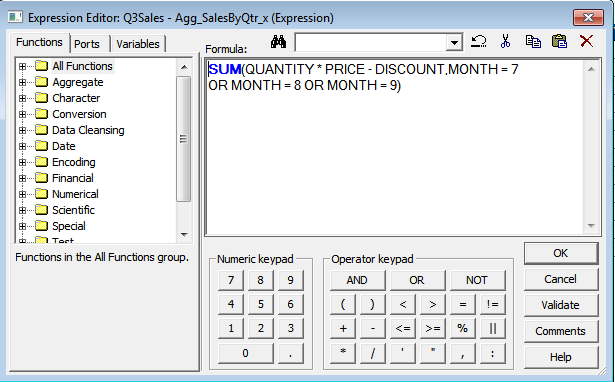 Expression Editor: Q3Sales - Agg_SalesByQtr_x (Expression)
Functions Ports Variables
Formula:
All Functions
Aggregate
Character
Conversion
Data Cleansing
Date
Encoding
Financial
Numerical
Scientific
Special
Test
Functions in the All Functions group.
SUM(QUANTITY * PRICE - DISCOUNT,MONTH = 7
OR MONTH = 8 OR MONTH = 9)
Numeric keypad
7 8 9
4 5 6
1 2 3
0 .
Operator keypad
AND OR NOT
( ) < > = !=
+ - <= >= % ||
* / ' " , :
OK
Cancel
Validate
Comments
Help